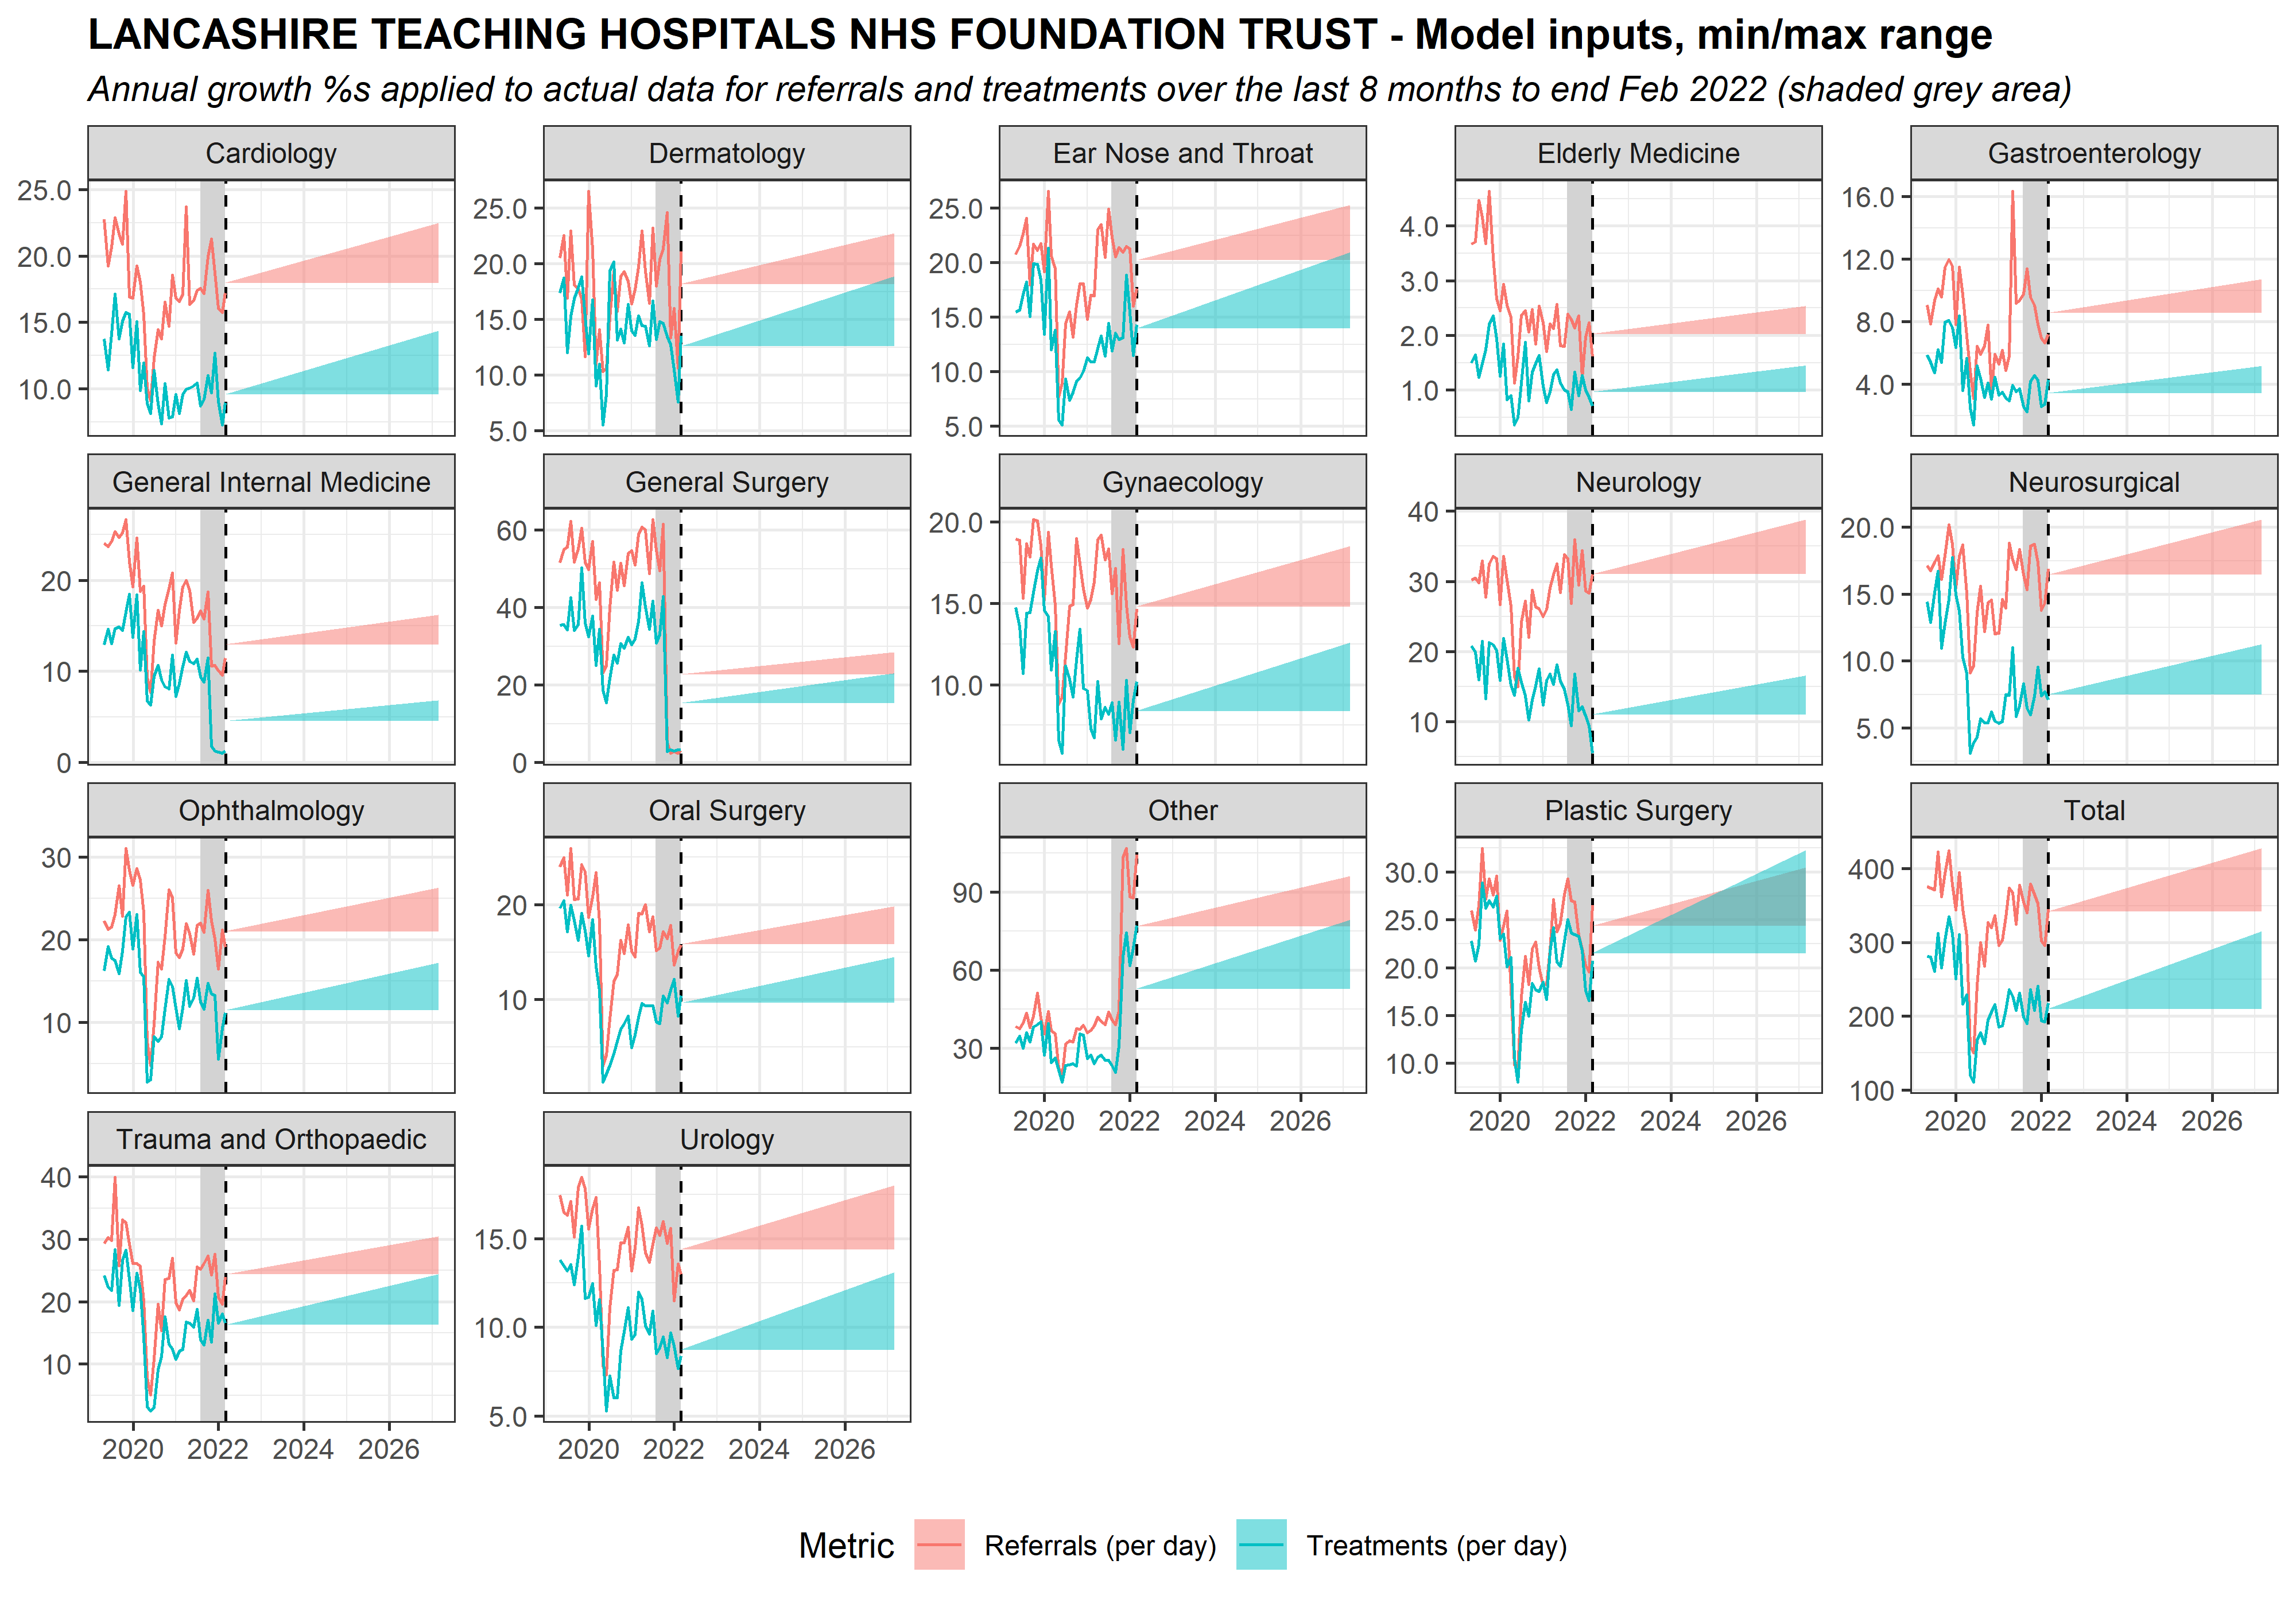 LANCASHIRE TEACHING HOSPITALS NHS FOUNDATION TRUST - Model inputs, min/max range
Annual growth %s applied to actual data for referrals and treatments over the last 8 months to end Feb 2022 (shaded grey area)
Cardiology
25.0
20.0
15.0
10.0
Dermatology
25.0
20.0
15.0
10.0
5.0
Ear Nose and Throat
25.0
20.0
15.0
10.0
5.0
Elderly Medicine
4.0
3.0
2.0
1.0
Gastroenterology
16.0
12.0
8.0
4.0
General Internal Medicine
20
10
0
General Surgery
60
40
20
0
Gynaecology
20.0
15.0
10.0
Neurology
40
30
20
10
Neurosurgical
20.0
15.0
10.0
5.0
Ophthalmology
30
20
10
Oral Surgery
20
10
Other
90
60
30
2020 2022 2024 2026
Plastic Surgery
30.0
25.0
20.0
15.0
10.0
2020 2022 2024 2026
Total
400
300
200
100
2020 2022 2024 2026
Trauma and Orthopaedic
40
30
20
10
2020 2022 2024 2026
Urology
15.0
10.0
5.0
2020 2022 2024 2026
Metric Referrals (per day) Treatments (per day)